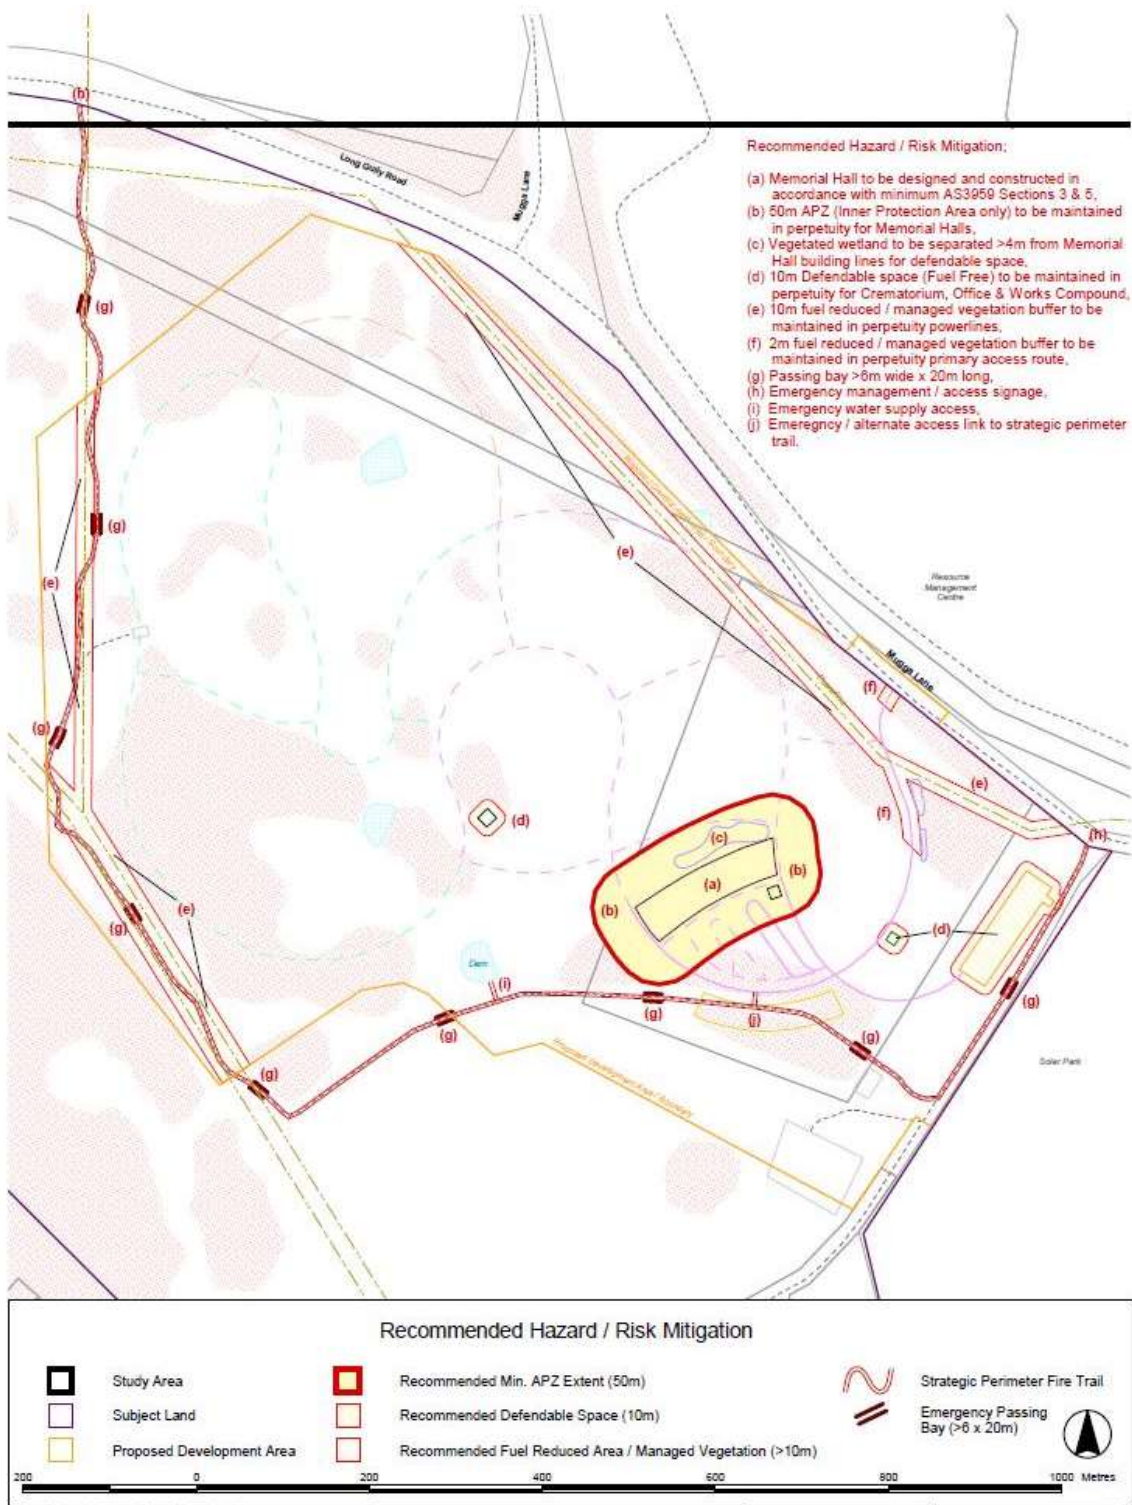 (h)
Long Gully Road
Mugga Lane
Recommended Hazard / Risk Mitigation;
(a) Memorial Hall to be designed and constructed in
accordance with minimum AS3959 Sections 3 & 5,
(b) 50m APZ (Inner Protection Area only) to be maintained
in perpetuity for Memorial Halls,
(c) Vegetated wetland to be separated >4m from Memorial
Hall building lines for defendable space,
(d) 10m Defendable space (Fuel Free) to be maintained in
perpetuity for Crematorium, Office & Works Compound,
(e) 10m fuel reduced / managed vegetation buffer to be
maintained in perpetuity powerlines,
(f) 2m fuel reduced / managed vegetation buffer to be
maintained in perpetuity primary access route,
(g) Passing bay >6m wide x 20m long,
(h) Emergency management / access signage,
(i) Emergency water supply access,
(j) Emeregncy / alternate access link to strategic perimeter
trail.
(g)
(g)
(e)
(e)
Resource
Management
Centre
Mugga Lane
(f)
(g)
(e)
(f)
(h)
(d)
(c)
(b)
(a)
(b)
(e)
(g)
(d)
Dam
(i)
(g)
(g)
(j)
(g)
(g)
(g)
Solar Park
Proposed Development Area / Boundary
Recommended Hazard / Risk Mitigation
Study Area
Subject Land
Proposed Development Area
Recommended Min. APZ Extent (50m)
Recommended Defendable Space (10m)
Recommended Fuel Reduced Area / Managed Vegetation (>10m)
Strategic Perimeter Fire Trail
Emergency Passing
Bay (>6 x 20m)
200 0 200 400 600 800 1000 Metres